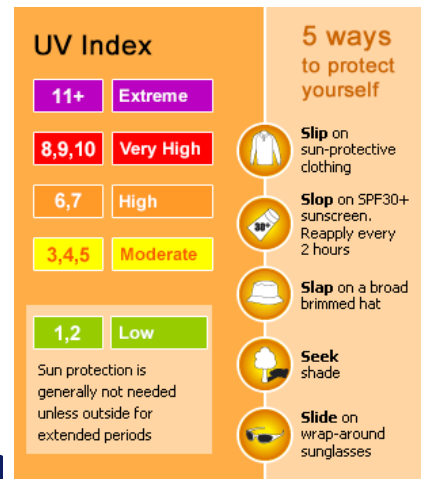 UV Index
11+ Extreme
8,9,10 Very High
6,7 High
3,4,5 Moderate
1,2 Low
Sun protection is
generally not needed
unless outside for
extended periods
5 ways
to protect
yourself
Slip on
sun-protective
clothing
30+
Slop on SPF30+
sunscreen.
Reapply every
2 hours
Slap on a broad
brimmed hat
Seek
shade
Slide on
wrap-around
sunglasses